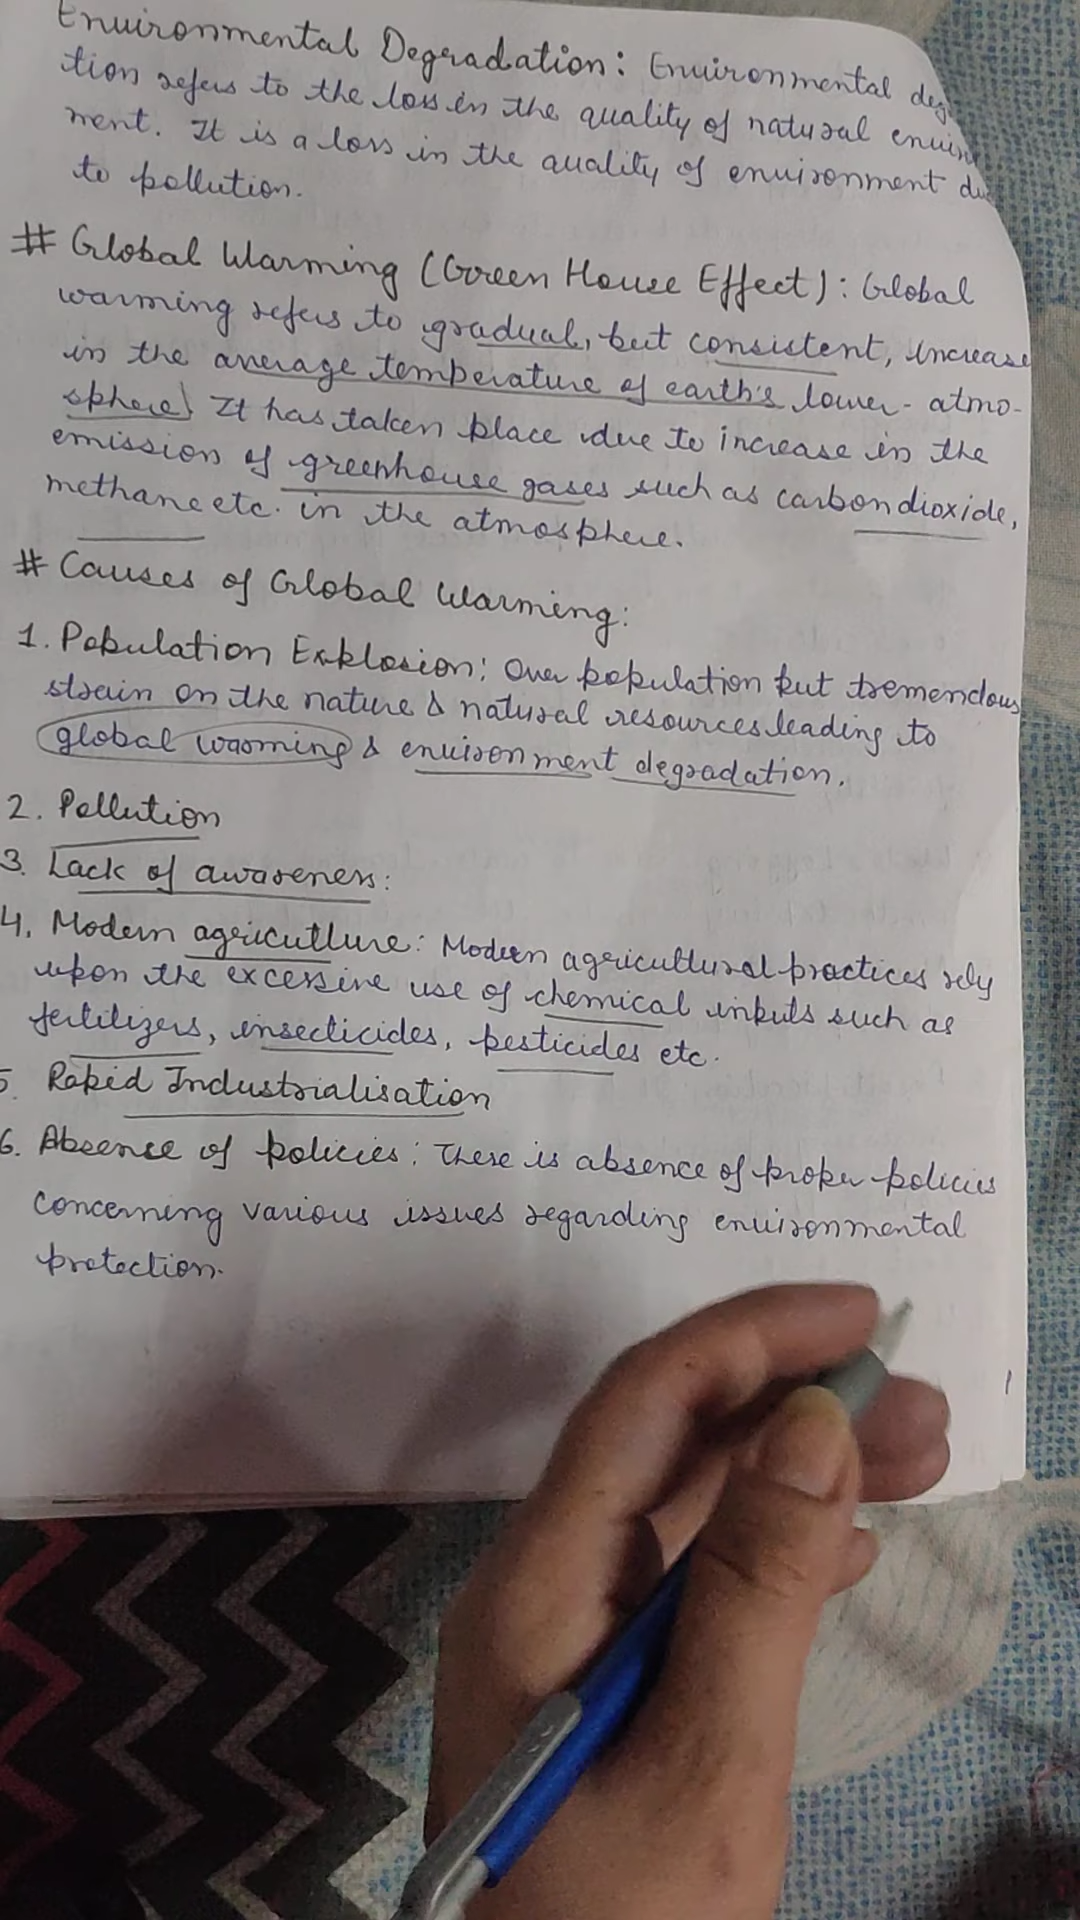 Environmental Degradation: Environmental deg
tion refers to the loss in the quality of natural environ
ment. It is a loss in the quality of environment due
to pollution.
# Global Warming (Green House Effect): Global
warming refers to gradual, but consistent, increase
in the average temperature of earth's lower-atmo-
sphere) It has taken place due to increase in the
emission of greenhouse gases such as carbondioxide,
methane etc. in the atmosphere.
# Causes of Global Warming:
1. Population Explosion: Over population put tremendous
strain on the nature & natural resources leading to
global warming & environment degradation.
2. Pollution
3. Lack of awareness:
4. Modern agricutlure: Modern agricultural practices rely
upon the excessive use of chemical inputs such as
fertilizers, insecticides, pesticides etc.
5. Rapid Industrialisation
6. Absence of policies: There is absence of proper policies
concerning various issues regarding environmental
protection.